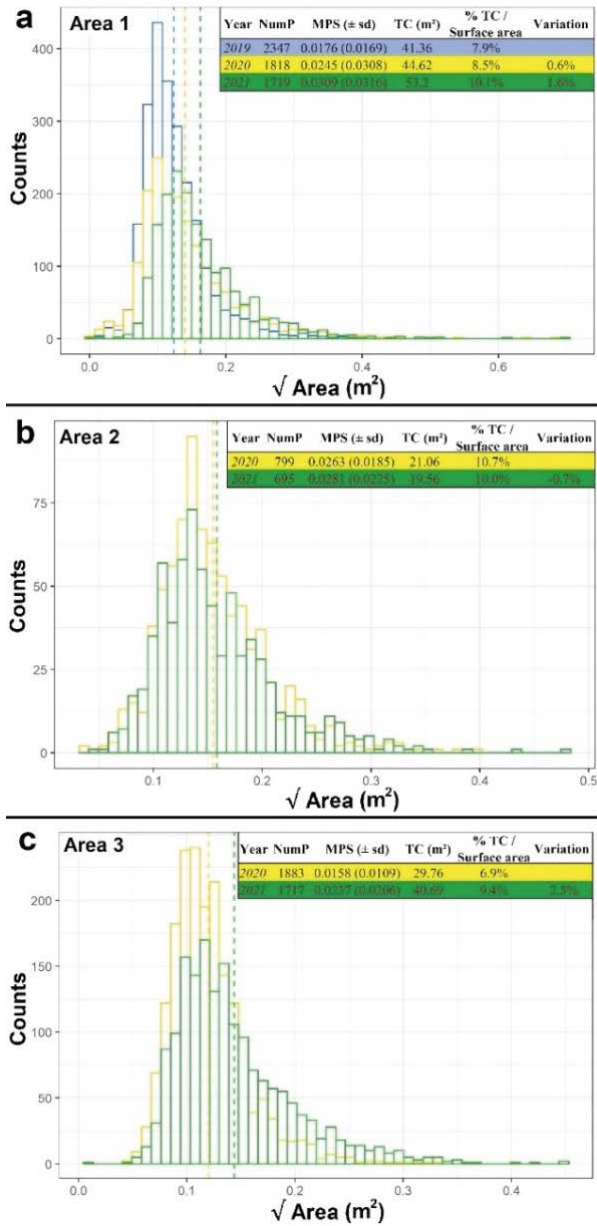 a Area 1
Year NumP MPS (± sd) TC (m²) % TC / Surface area Variation
2019 2347 0.0176 (0.0169) 41.36 7.9%
2020 1818 0.0245 (0.0308) 44.62 8.5% 0.6%
2021 1719 0.0309 (0.0316) 53.2 10.1% 1.6%
400
300
200
100
0
Counts
0.0 0.2 0.4 0.6
√ Area (m²)
b Area 2
Year NumP MPS (± sd) TC (m²) % TC / Surface area Variation
2020 799 0.0263 (0.0185) 21.06 10.7%
2021 695 0.0281 (0.0225) 19.56 10.0% -0.7%
75
50
25
0
Counts
0.1 0.2 0.3 0.4 0.5
√ Area (m²)
c Area 3
Year NumP MPS (± sd) TC (m²) % TC / Surface area Variation
2020 1883 0.0158 (0.0109) 29.76 6.9%
2021 1717 0.0237 (0.0206) 40.69 9.4% 2.5%
200
150
100
50
0
Counts
0.0 0.1 0.2 0.3 0.4
√ Area (m²)